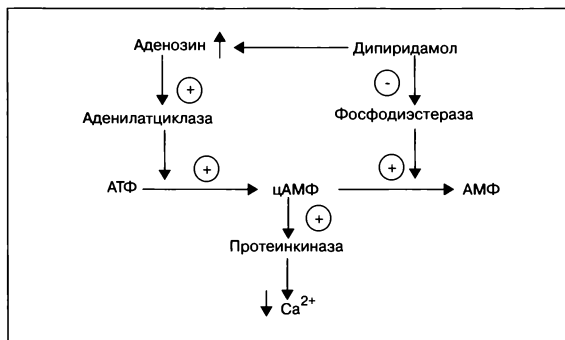 Аденозин Дипиридамол
+ -
Аденилатциклаза Фосфодиэстераза
+ +
АТФ цАМФ АМФ
+
Протеинкиназа
Ca²⁺